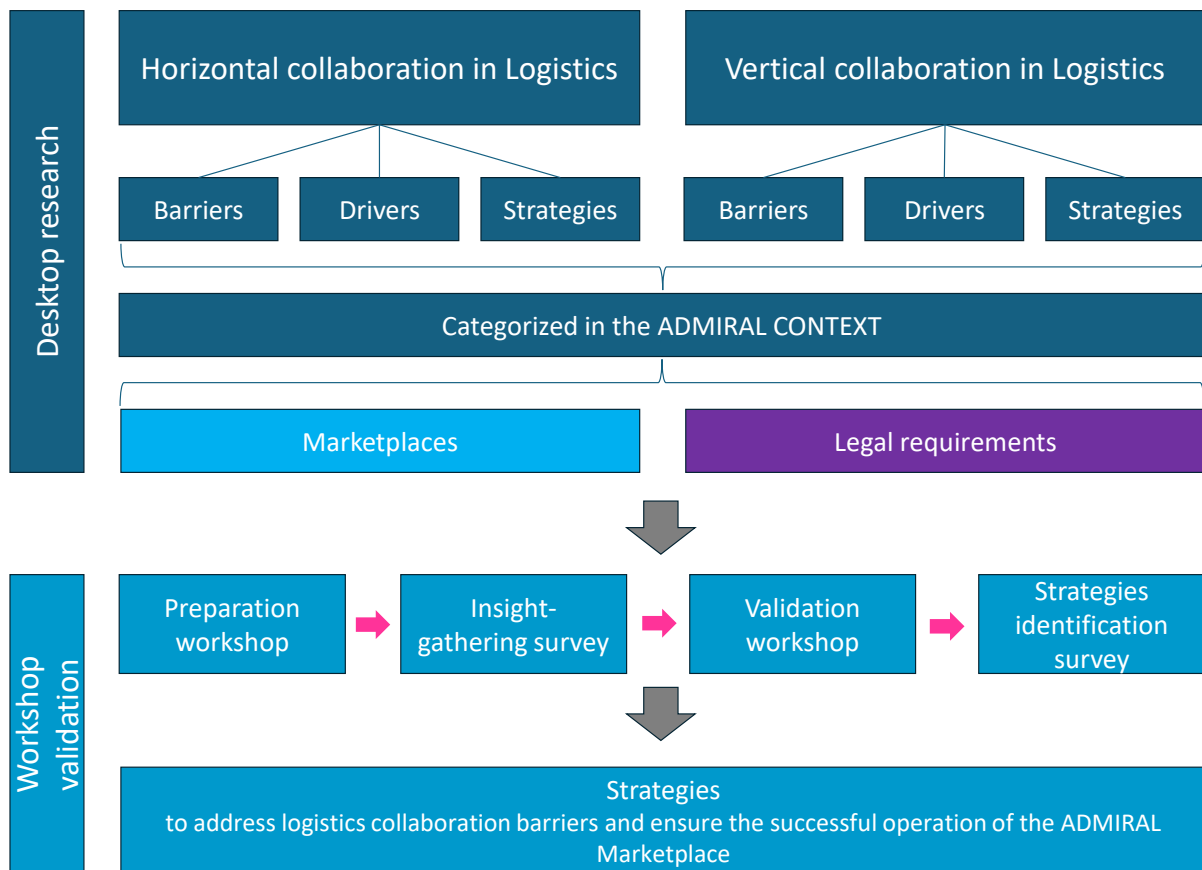 Desktop research
Horizontal collaboration in Logistics
Vertical collaboration in Logistics
Barriers
Drivers
Strategies
Barriers
Drivers
Strategies
Categorized in the ADMIRAL CONTEXT
Marketplaces
Legal requirements
Workshop
validation
Preparation
workshop
Insight-
gathering survey
Validation
workshop
Strategies
identification
survey
Strategies
to address logistics collaboration barriers and ensure the successful operation of the ADMIRAL
Marketplace